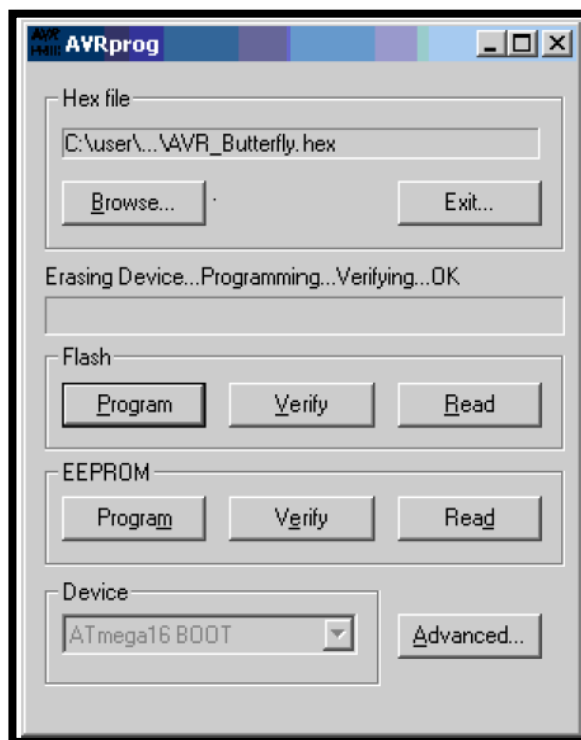 AVRprog
Hex file
C:\user\...\AVR_Butterfly.hex
Browse... Exit...
Erasing Device...Programming...Verifying...OK
Flash
Program Verify Read
EEPROM
Program Verify Read
Device
ATmega16 BOOT Advanced...